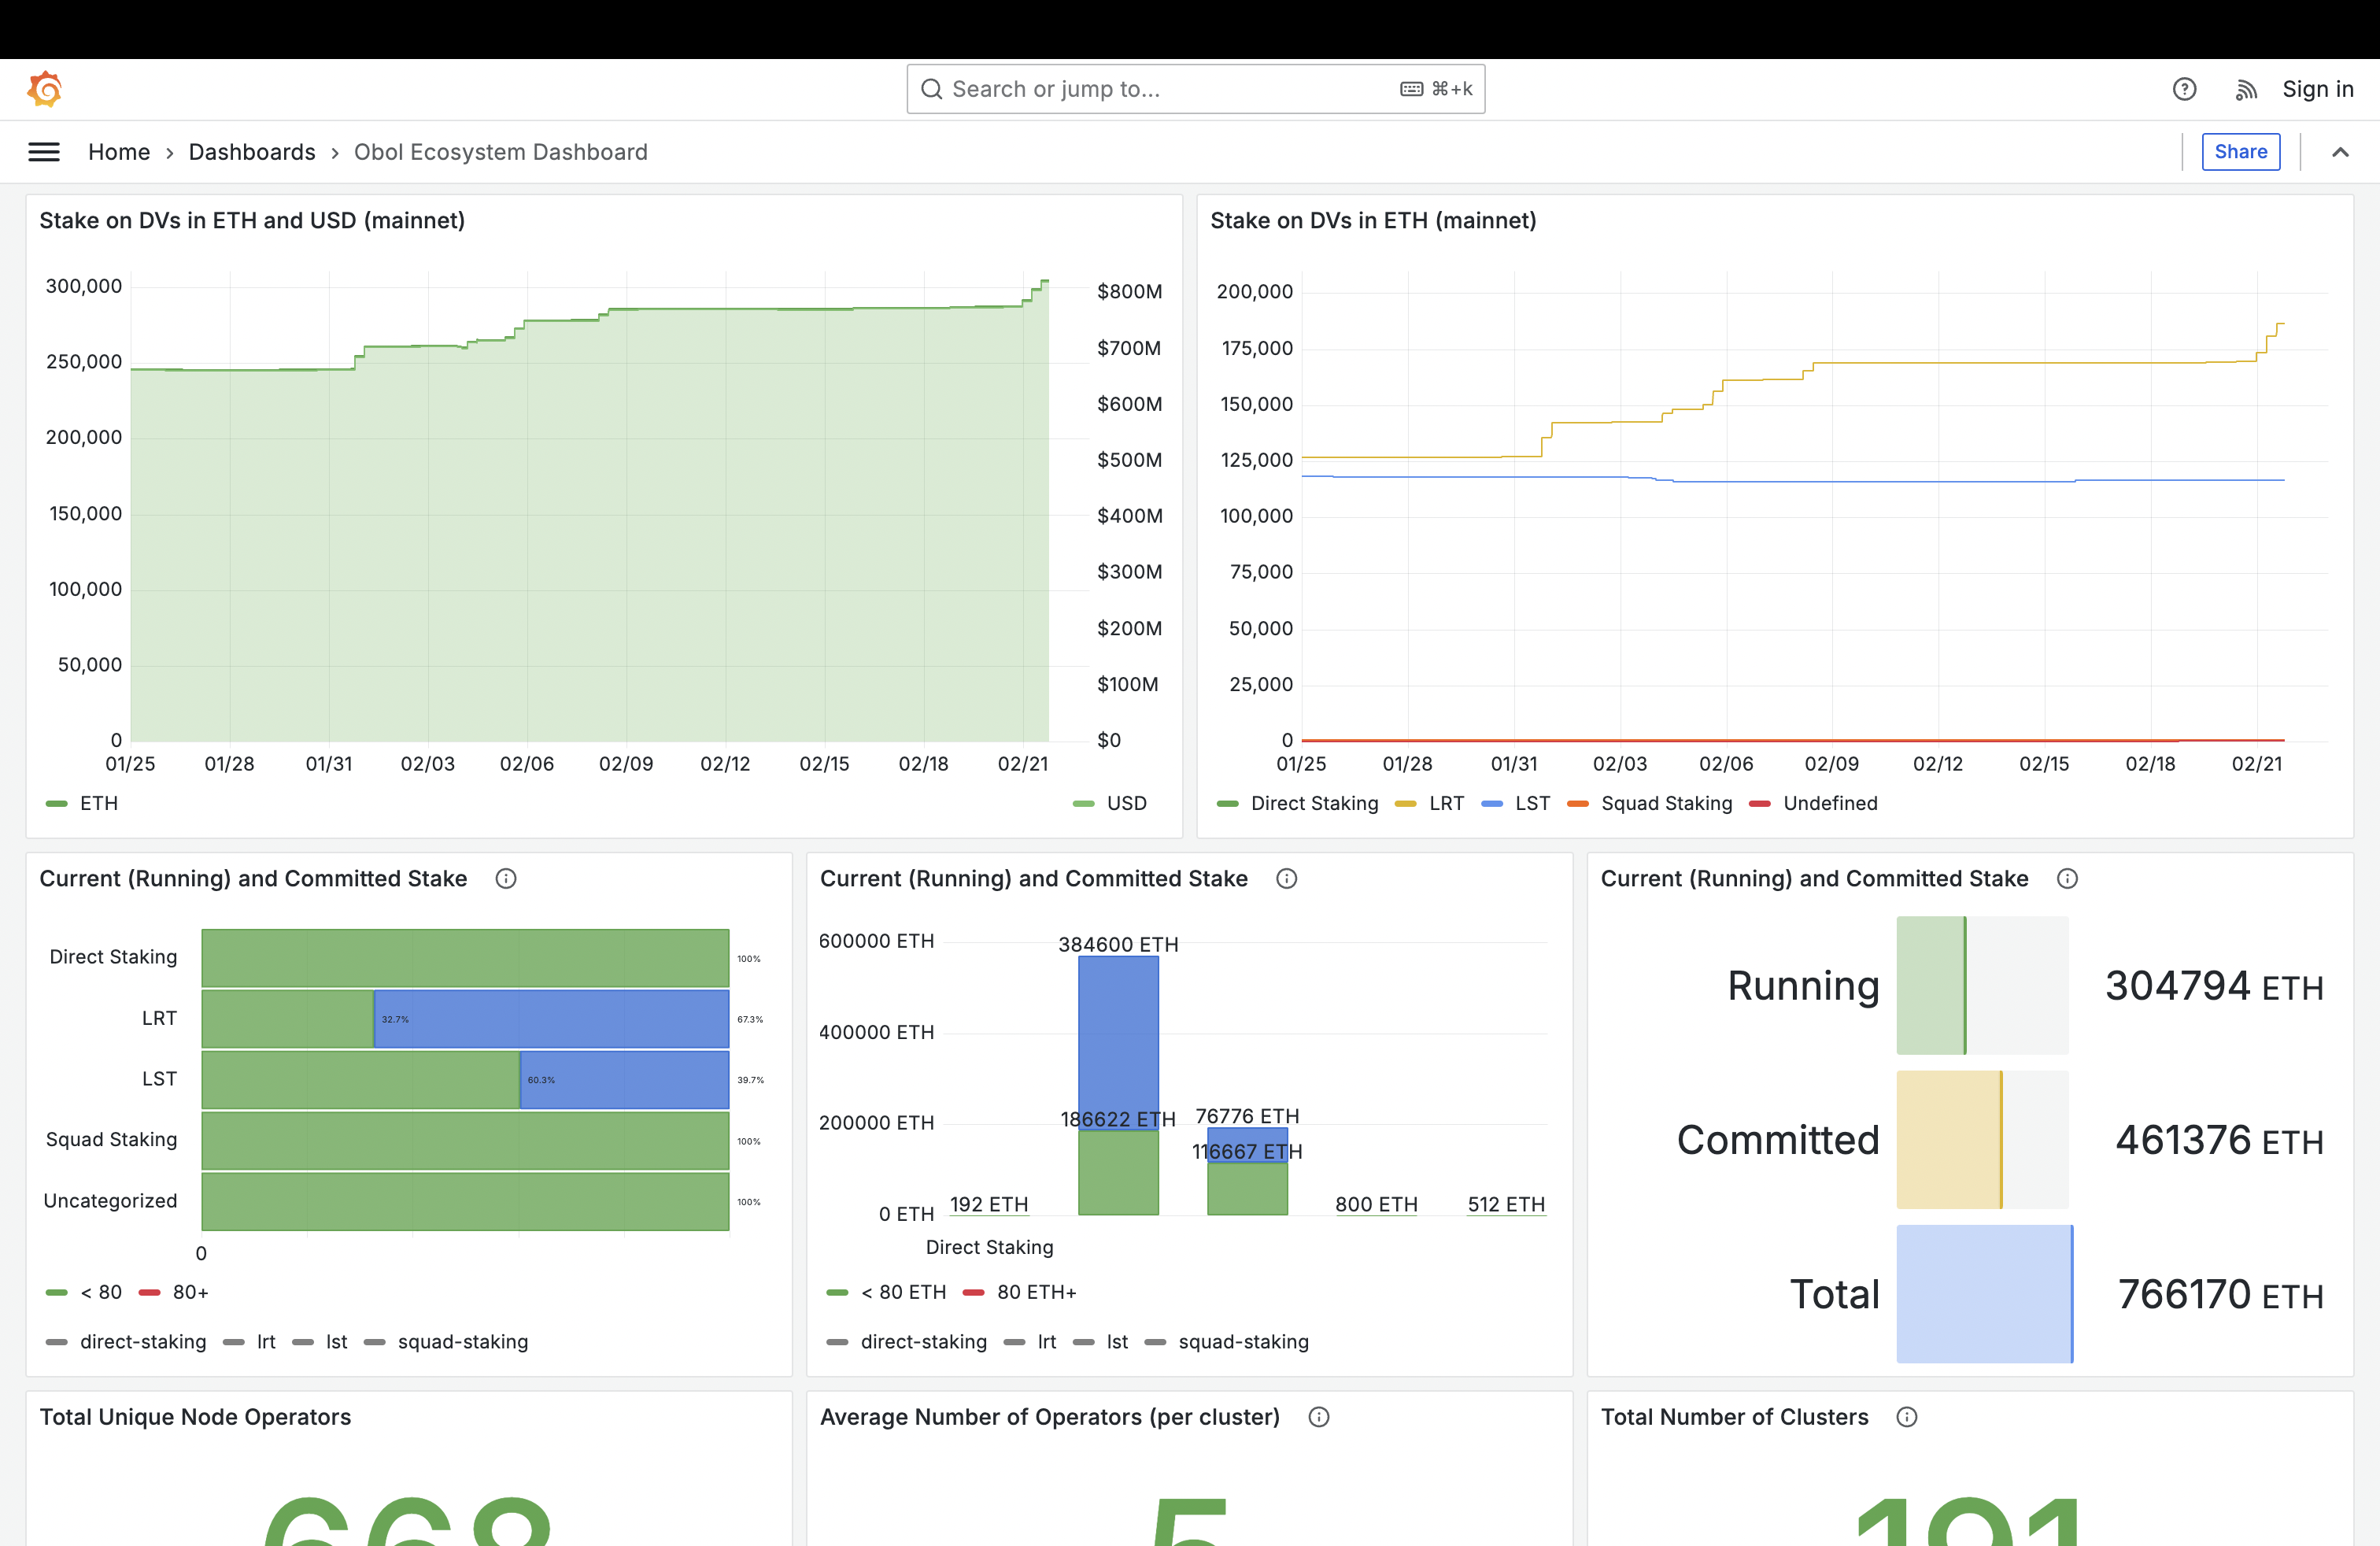 Search or jump to...
⌘+k
Sign in
Home › Dashboards › Obol Ecosystem Dashboard
Share
Stake on DVs in ETH and USD (mainnet)
300,000
250,000
200,000
150,000
100,000
50,000
0
$800M
$700M
$600M
$500M
$400M
$300M
$200M
$100M
$0
01/25 01/28 01/31 02/03 02/06 02/09 02/12 02/15 02/18 02/21
ETH
USD
Stake on DVs in ETH (mainnet)
200,000
175,000
150,000
125,000
100,000
75,000
50,000
25,000
0
01/25 01/28 01/31 02/03 02/06 02/09 02/12 02/15 02/18 02/21
Direct Staking LRT LST Squad Staking Undefined
Current (Running) and Committed Stake
Direct Staking 100%
LRT 32.7% 67.3%
LST 60.3% 39.7%
Squad Staking 100%
Uncategorized 100%
0
< 80 80+
direct-staking lrt lst squad-staking
Current (Running) and Committed Stake
600000 ETH
400000 ETH
200000 ETH
0 ETH
384600 ETH
186622 ETH
76776 ETH
116667 ETH
192 ETH
800 ETH
512 ETH
Direct Staking
< 80 ETH 80 ETH+
direct-staking lrt lst squad-staking
Current (Running) and Committed Stake
Running 304794 ETH
Committed 461376 ETH
Total 766170 ETH
Total Unique Node Operators
668
Average Number of Operators (per cluster)
5
Total Number of Clusters
191